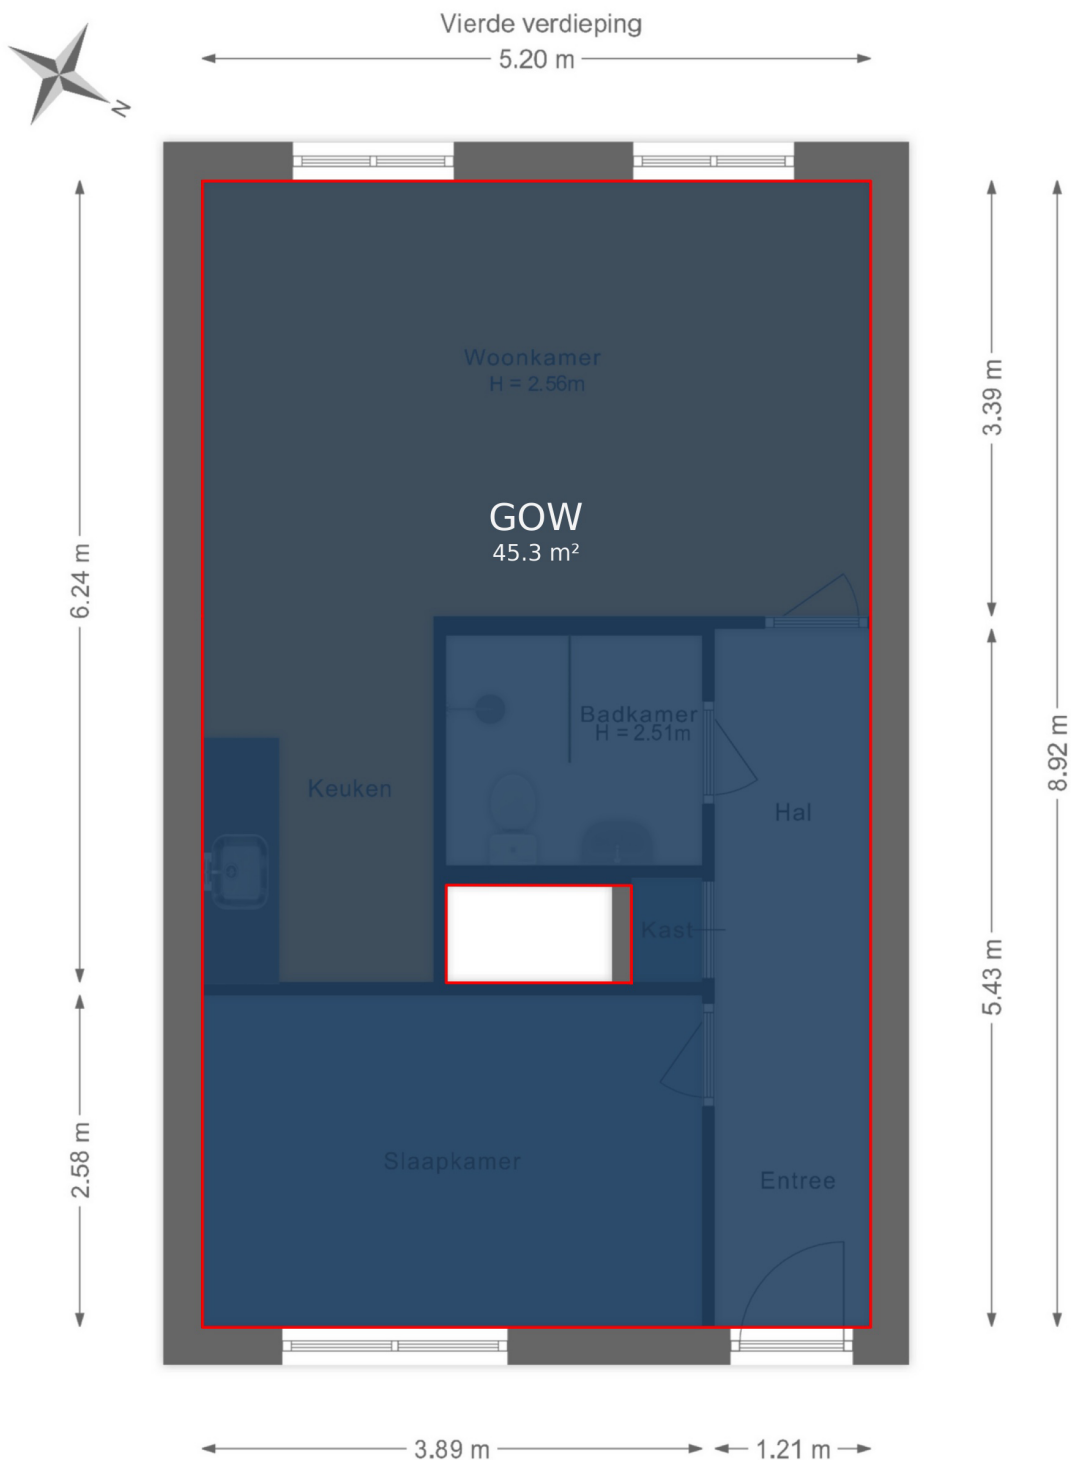 Vierde verdieping
5.20 m
N
Woonkamer
H = 2.56m
3.39 m
GOW
45.3 m²
6.24 m
8.92 m
Badkamer
H = 2.51m
Keuken
Hal
Kast
5.43 m
2.58 m
Slaapkamer
Entree
3.89 m
1.21 m